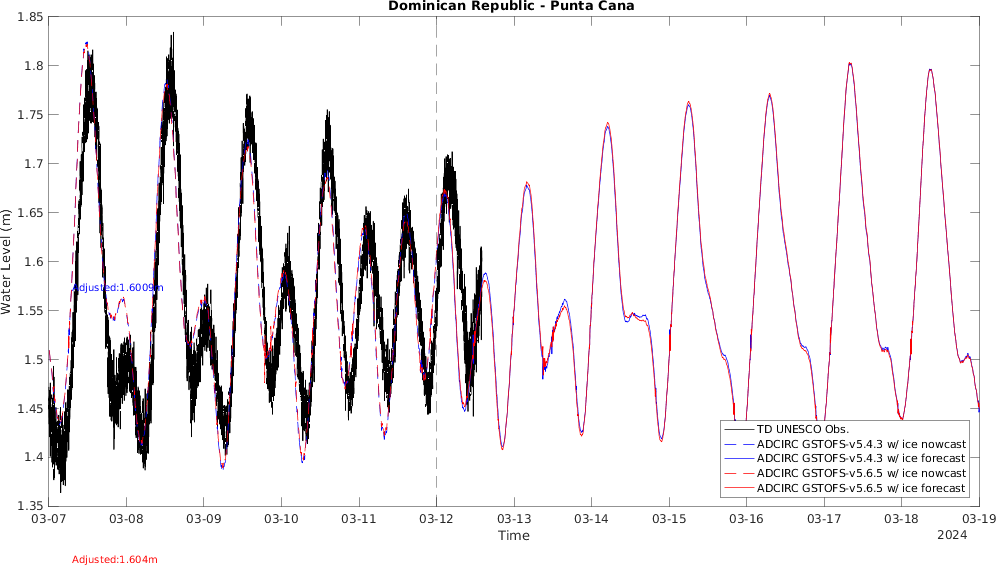 Dominican Republic - Punta Cana
1.85
1.8
1.75
1.7
1.65
1.6
1.55
1.5
1.45
1.4
1.35
Water Level (m)
Adjusted:1.6009m
TD UNESCO Obs.
ADCIRC GSTOFS-v5.4.3 w/ ice nowcast
ADCIRC GSTOFS-v5.4.3 w/ ice forecast
ADCIRC GSTOFS-v5.6.5 w/ ice nowcast
ADCIRC GSTOFS-v5.6.5 w/ ice forecast
03-07 03-08 03-09 03-10 03-11 03-12 03-13 03-14 03-15 03-16 03-17 03-18 03-19
Time
2024
Adjusted:1.604m